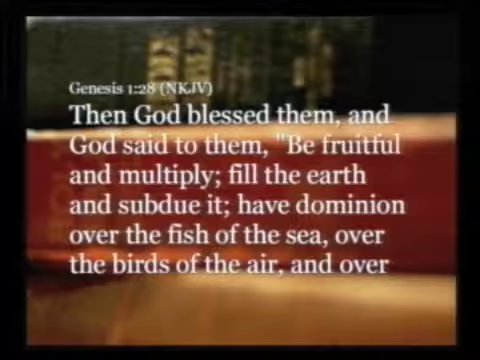 Genesis 1:28 (NKJV)
Then God blessed them, and
God said to them, "Be fruitful
and multiply; fill the earth
and subdue it; have dominion
over the fish of the sea, over
the birds of the air, and over